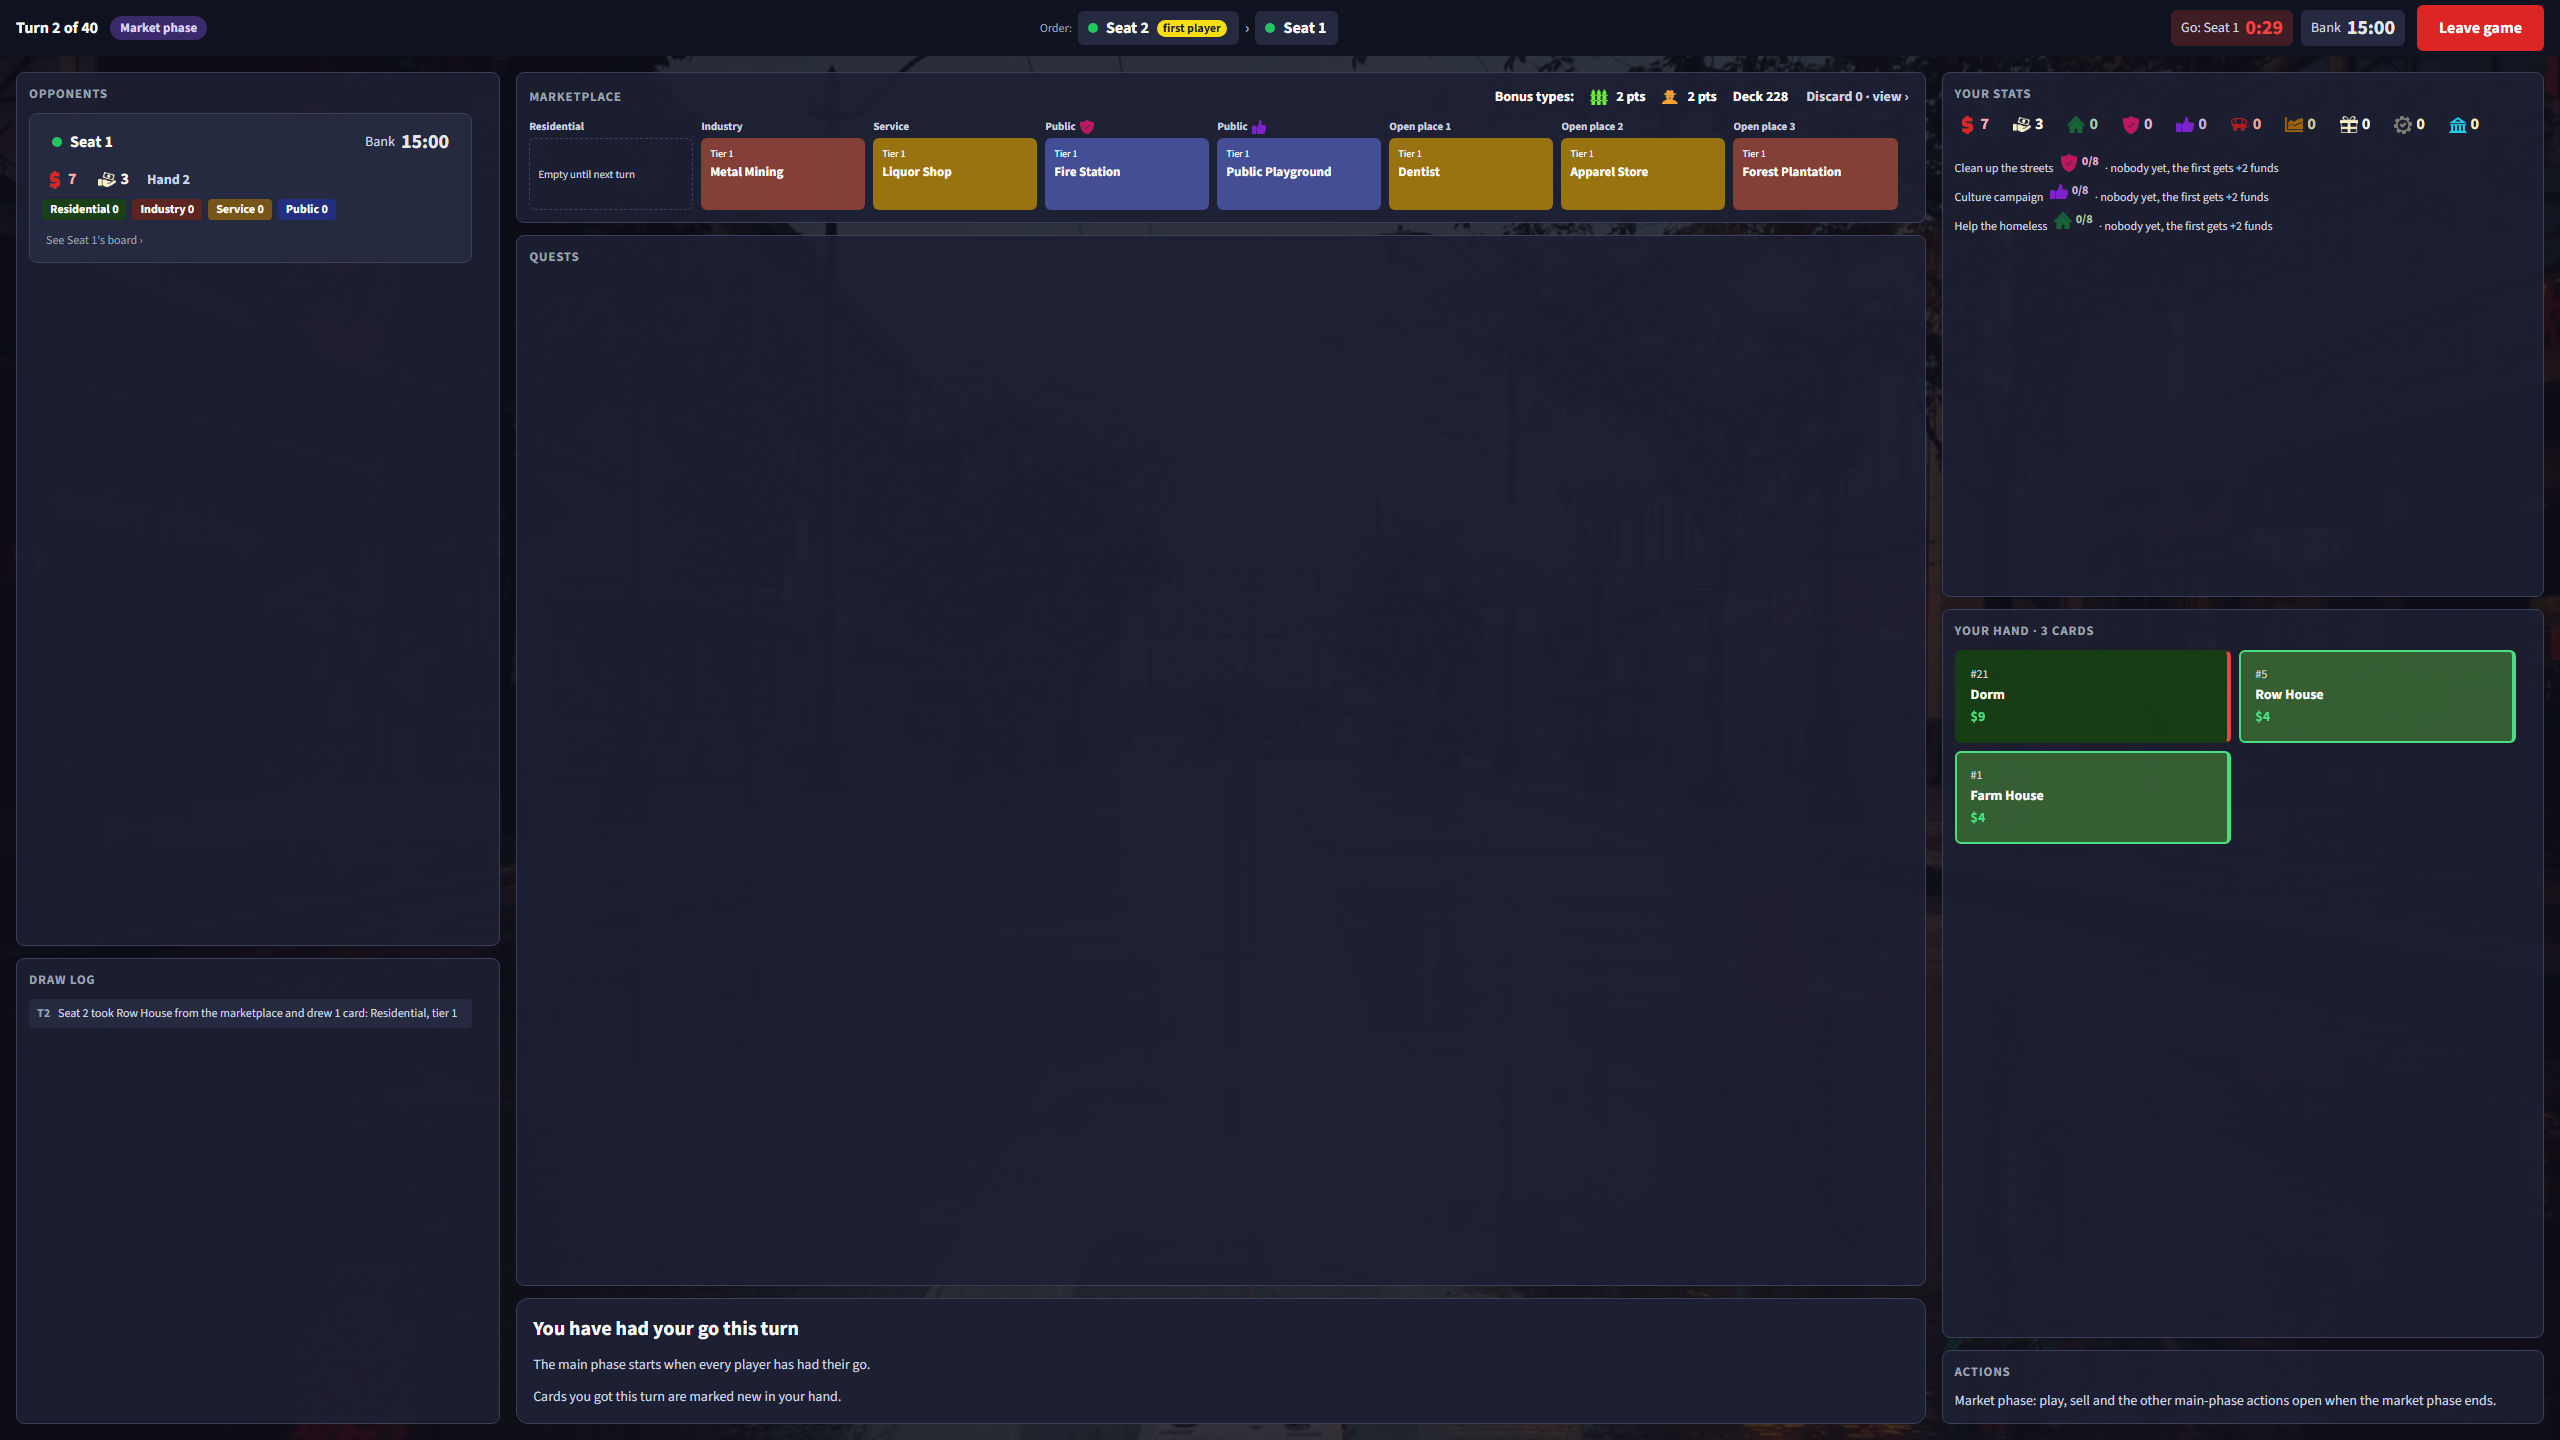 Turn 2 of 40 Market phase
Order: Seat 2 first player › Seat 1
Go: Seat 1 0:29 Bank 15:00 Leave game
OPPONENTS
Seat 1 Bank 15:00
7 3 Hand 2
Residential 0 Industry 0 Service 0 Public 0
See Seat 1's board ›
DRAW LOG
T2 Seat 2 took Row House from the marketplace and drew 1 card: Residential, tier 1
MARKETPLACE Bonus types: 2 pts 2 pts Deck 228 Discard 0 · view ›
Residential Industry Service Public Public Open place 1 Open place 2 Open place 3
Empty until next turn
Tier 1 Metal Mining
Tier 1 Liquor Shop
Tier 1 Fire Station
Tier 1 Public Playground
Tier 1 Dentist
Tier 1 Apparel Store
Tier 1 Forest Plantation
QUESTS
You have had your go this turn
The main phase starts when every player has had their go.
Cards you got this turn are marked new in your hand.
YOUR STATS
7 3 0 0 0 0 0 0 0 0
Clean up the streets 0/8 · nobody yet, the first gets +2 funds
Culture campaign 0/8 · nobody yet, the first gets +2 funds
Help the homeless 0/8 · nobody yet, the first gets +2 funds
YOUR HAND · 3 CARDS
#21
Dorm
$9
#5
Row House
$4
#1
Farm House
$4
ACTIONS
Market phase: play, sell and the other main-phase actions open when the market phase ends.